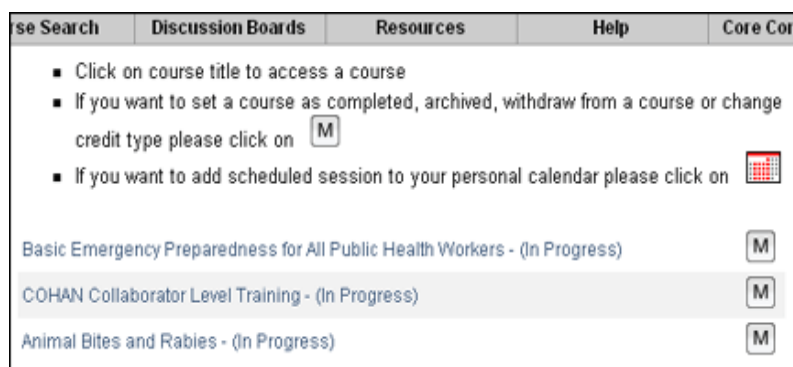 rse Search Discussion Boards Resources Help Core Cor
Click on course title to access a course
If you want to set a course as completed, archived, withdraw from a course or change
credit type please click on M
If you want to add scheduled session to your personal calendar please click on
Basic Emergency Preparedness for All Public Health Workers - (In Progress) M
COHAN Collaborator Level Training - (In Progress) M
Animal Bites and Rabies - (In Progress) M